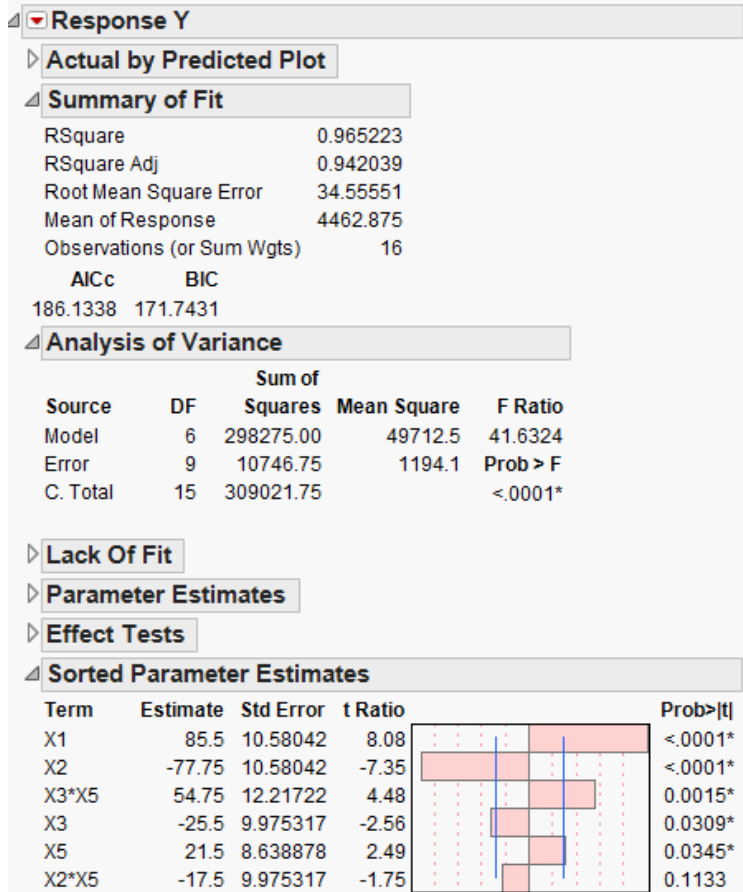 Response Y
Actual by Predicted Plot
Summary of Fit
RSquare 0.965223
RSquare Adj 0.942039
Root Mean Square Error 34.55551
Mean of Response 4462.875
Observations (or Sum Wgts) 16
AICc BIC
186.1338 171.7431
Analysis of Variance
Sum of
Source DF Squares Mean Square F Ratio
Model 6 298275.00 49712.5 41.6324
Error 9 10746.75 1194.1 Prob > F
C. Total 15 309021.75 <.0001*
Lack Of Fit
Parameter Estimates
Effect Tests
Sorted Parameter Estimates
Term Estimate Std Error t Ratio Prob>|t|
X1 85.5 10.58042 8.08 <.0001*
X2 -77.75 10.58042 -7.35 <.0001*
X3*X5 54.75 12.21722 4.48 0.0015*
X3 -25.5 9.975317 -2.56 0.0309*
X5 21.5 8.638878 2.49 0.0345*
X2*X5 -17.5 9.975317 -1.75 0.1133